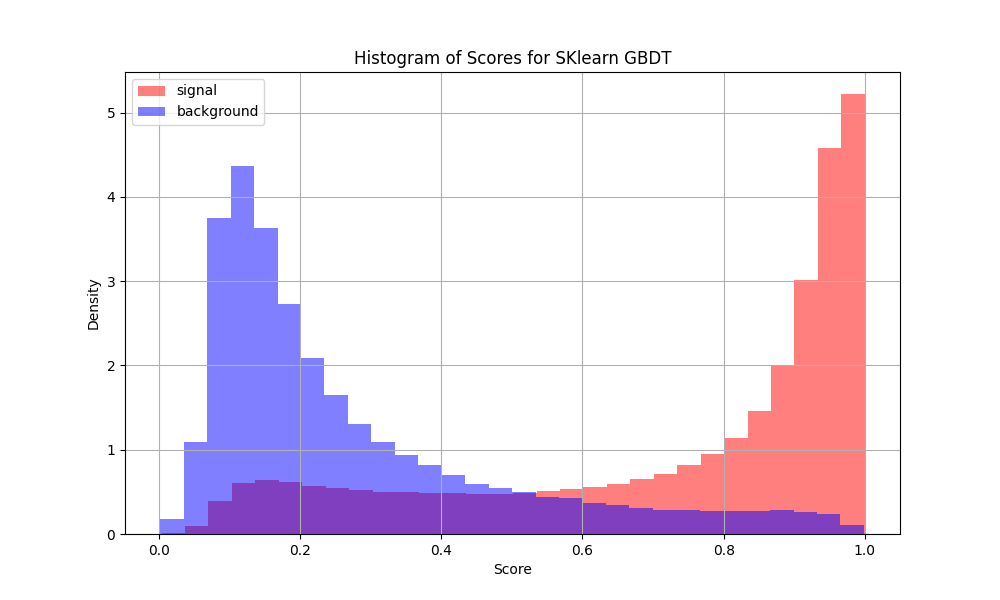 Histogram of Scores for SKlearn GBDT
signal
background
5
4
3
2
1
0
Density
0.0 0.2 0.4 0.6 0.8 1.0
Score